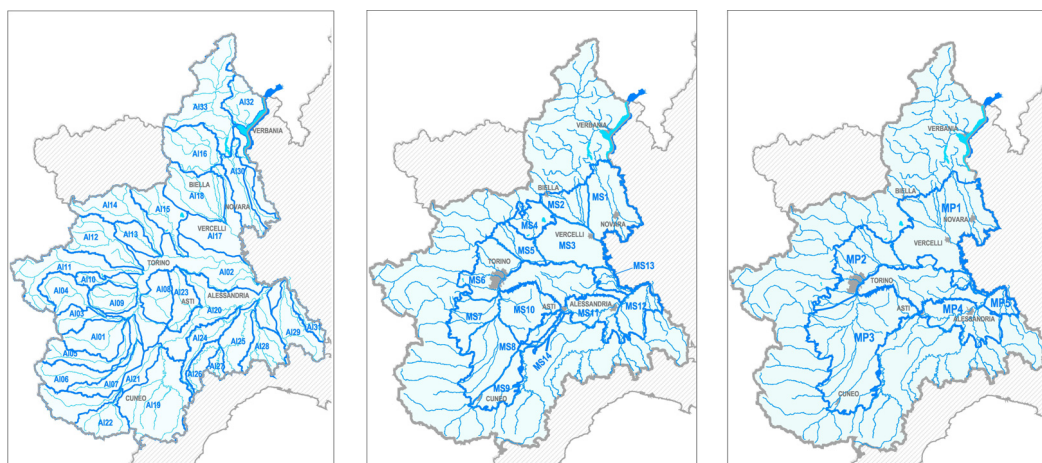 AI32
AI33
VERBANIA
AI16
AI30
BIELLA
AI18
NOVARA
AI14
AI15
VERCELLI
AI17
AI12
AI13
TORINO
AI11
AI10
AI02
AI04
AI08
AI23
ALESSANDRIA
AI09
ASTI
AI20
AI03
AI01
AI24
AI25
AI29
AI31
AI28
AI05
AI06
AI07
AI21
AI26
AI27
CUNEO
AI19
AI22
VERBANIA
BIELLA
MS1
MS2
NOVARA
MS4
VERCELLI
MS3
MS5
TORINO
MS13
MS6
ASTI
ALESSANDRIA
MS12
MS7
MS10
MS11
MS8
MS14
MS9
CUNEO
VERBANIA
BIELLA
MP1
NOVARA
VERCELLI
MP2
TORINO
ASTI
MP4
MP5
ALESSANDRIA
MP3
CUNEO